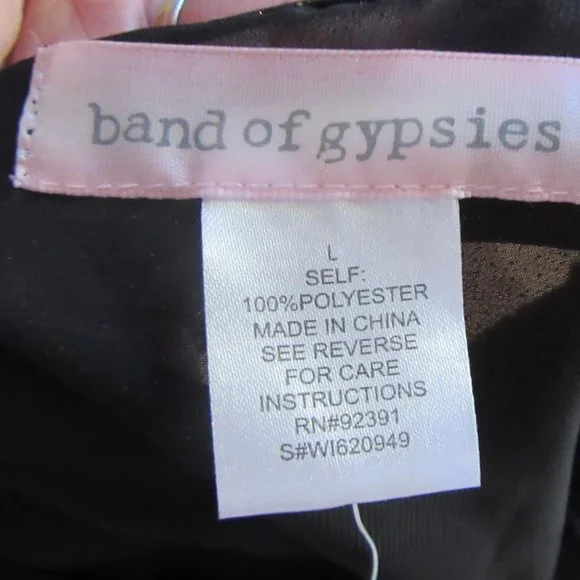 band of gypsies
L
SELF:
100%POLYESTER
MADE IN CHINA
SEE REVERSE
FOR CARE
INSTRUCTIONS
RN#92391
S#WI620949